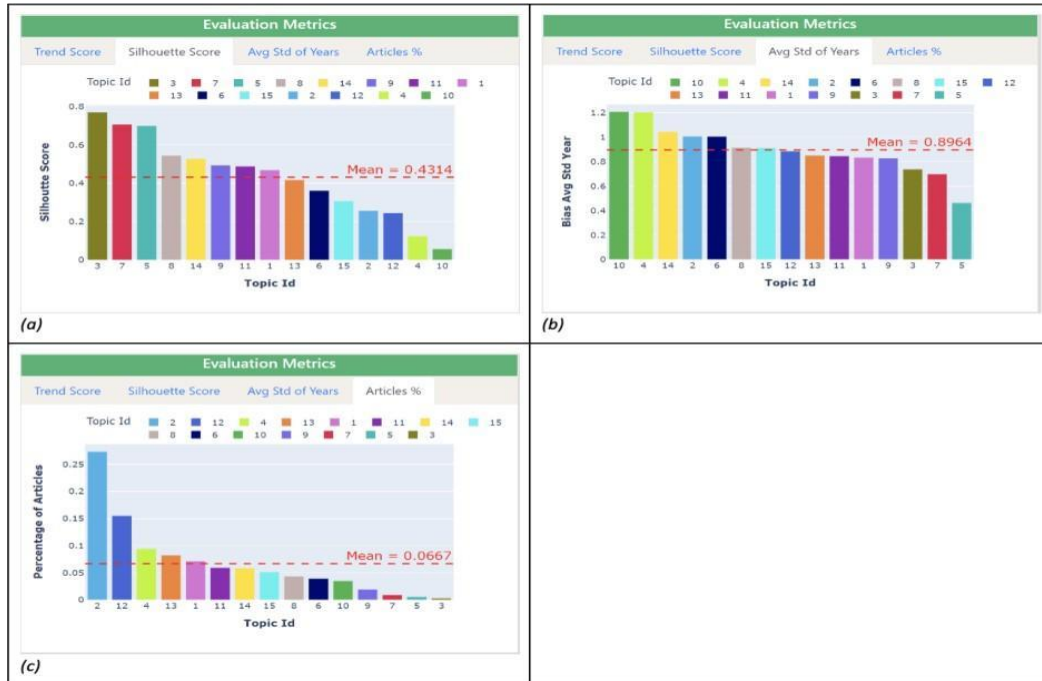 Evaluation Metrics
Trend Score Silhouette Score Avg Std of Years Articles %
Topic Id 3 7 5 8 14 9 11 1
13 6 15 2 12 4 10
0.8
0.6
0.4
0.2
0
Silhoutte Score
Mean = 0.4314
3 7 5 8 14 9 11 1 13 6 15 2 12 4 10
Topic Id
(a)
Evaluation Metrics
Trend Score Silhouette Score Avg Std of Years Articles %
Topic Id 10 4 14 2 6 8 15 12
13 11 1 9 3 7 5
1.2
1
0.8
0.6
0.4
0.2
0
Bias Avg Std Year
Mean = 0.8964
10 4 14 2 6 8 15 12 13 11 1 9 3 7 5
Topic Id
(b)
Evaluation Metrics
Trend Score Silhouette Score Avg Std of Years Articles %
Topic Id 2 12 4 13 1 11 14 15
8 6 10 9 7 5 3
0.25
0.2
0.15
0.1
0.05
0
Percentage of Articles
Mean = 0.0667
2 12 4 13 1 11 14 15 8 6 10 9 7 5 3
Topic Id
(c)